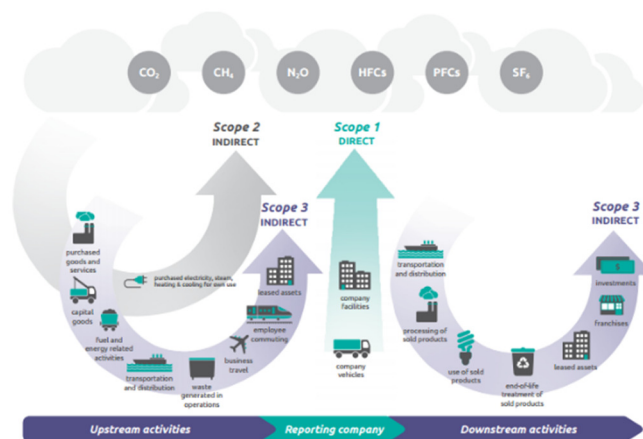 CO₂
CH₄
N₂O
HFCs
PFCs
SF₆
Scope 2
INDIRECT
Scope 1
DIRECT
Scope 3
INDIRECT
Scope 3
INDIRECT
purchased
goods and
services
capital
goods
fuel and
energy related
activities
transportation
and distribution
waste
generated in
operations
business
travel
employee
commuting
leased assets
purchased electricity, steam,
heating & cooling for own use
company
facilities
company
vehicles
transportation
and distribution
processing of
sold products
use of sold
products
end-of-life
treatment of
sold products
leased assets
franchises
investments
$
Upstream activities
Reporting company
Downstream activities